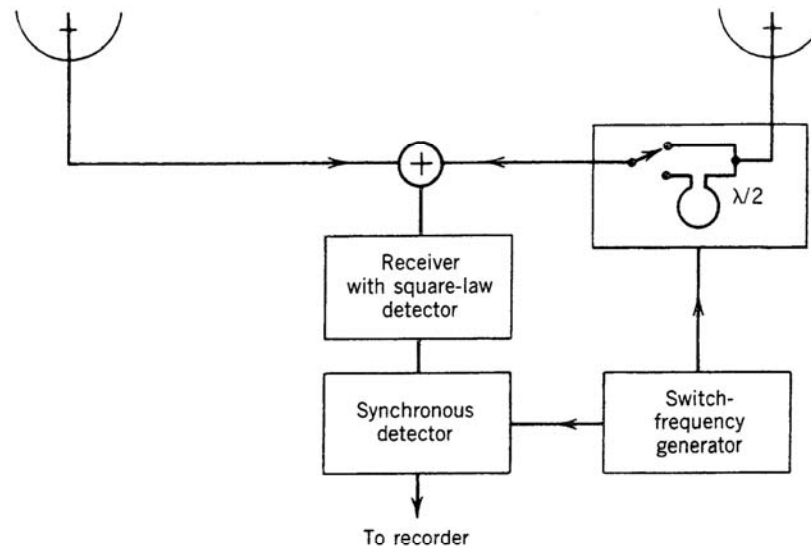 +
+
+
λ/2
Receiver
with square-law
detector
Synchronous
detector
Switch-
frequency
generator
To recorder